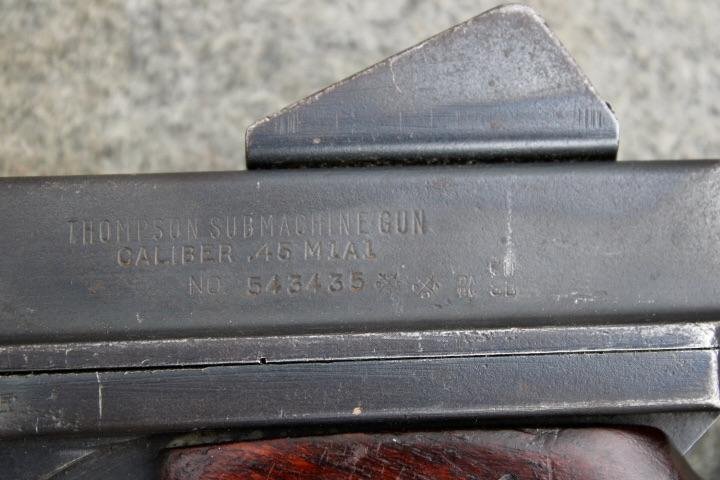 THOMPSON SUBMACHINE GUN
CALIBER .45 M1A1
NO. 543435